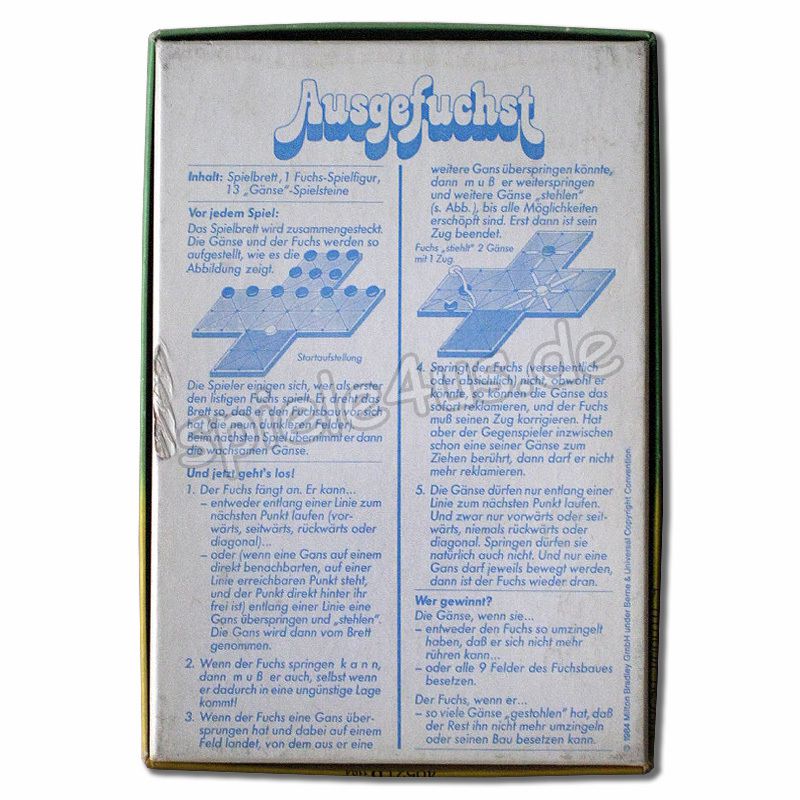 Ausgefuchst
Inhalt: Spielbrett, 1 Fuchs-Spielfigur,
13 „Gänse"-Spielsteine
Vor jedem Spiel:
Das Spielbrett wird zusammengesteckt.
Die Gänse und der Fuchs werden so
aufgestellt, wie es die
Abbildung zeigt.
Startaufstellung
Die Spieler einigen sich, wer als erster
den listigen Fuchs spielt. Er dreht das
Brett so, daß er den Fuchsbau vor sich
hat (die neun dunkleren Felder).
Beim nächsten Spiel übernimmt er dann
die wachsamen Gänse.
Und jetzt geht's los!
1. Der Fuchs fängt an. Er kann...
– entweder entlang einer Linie zum
nächsten Punkt laufen (vor-
wärts, seitwärts, rückwärts oder
diagonal)...
– oder (wenn eine Gans auf einem
direkt benachbarten, auf einer
Linie erreichbaren Punkt steht,
und der Punkt direkt hinter ihr
frei ist) entlang einer Linie eine
Gans überspringen und „stehlen".
Die Gans wird dann vom Brett
genommen.
2. Wenn der Fuchs springen k a n n,
dann m u ß er auch, selbst wenn
er dadurch in eine ungünstige Lage
kommt!
3. Wenn der Fuchs eine Gans über-
sprungen hat und dabei auf einem
Feld landet, von dem aus er eine
weitere Gans überspringen könnte,
dann m u ß er weiterspringen
und weitere Gänse „stehlen"
(s. Abb.), bis alle Möglichkeiten
erschöpft sind. Erst dann ist sein
Zug beendet.
Fuchs „stiehlt" 2 Gänse
mit 1 Zug.
4. Springt der Fuchs (versehentlich
oder absichtlich) nicht, obwohl er
es muß, so können die Gänse das
sofort reklamieren, und der Fuchs
muß seinen Zug korrigieren. Hat
aber der Gegenspieler inzwischen
schon eine seiner Gänse zum
Ziehen berührt, dann darf er nicht
mehr reklamieren.
5. Die Gänse dürfen nur entlang einer
Linie zum nächsten Punkt laufen.
Und zwar nur vorwärts oder seit-
wärts, niemals rückwärts oder
diagonal. Springen dürfen sie
natürlich auch nicht. Und nur eine
Gans darf jeweils bewegt werden,
dann ist der Fuchs wieder dran.
Wer gewinnt?
Die Gänse, wenn sie...
– entweder den Fuchs so umzingelt
haben, daß er sich nicht mehr
rühren kann...
– oder alle 9 Felder des Fuchsbaues
besetzen.
Der Fuchs, wenn er...
– so viele Gänse „gestohlen" hat, daß
der Rest ihn nicht mehr umzingeln
oder seinen Bau besetzen kann.
© 1984 Milton Bradley GmbH under Berne & Universal Copyright Convention.
spiele4us.de